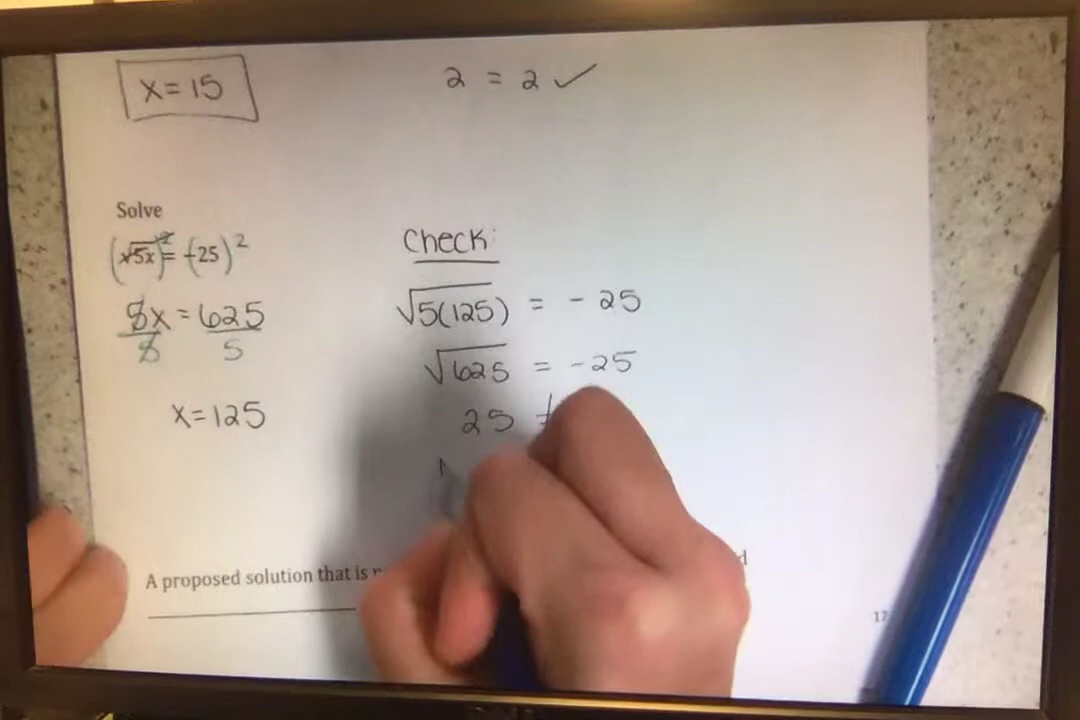 x = 15
2 = 2 ✓
Solve
(√5x)² = (-25)²
5x = 625
5 5
x = 125
Check:
√5(125) = - 25
√625 = -25
25 ≠
A proposed solution that is
17